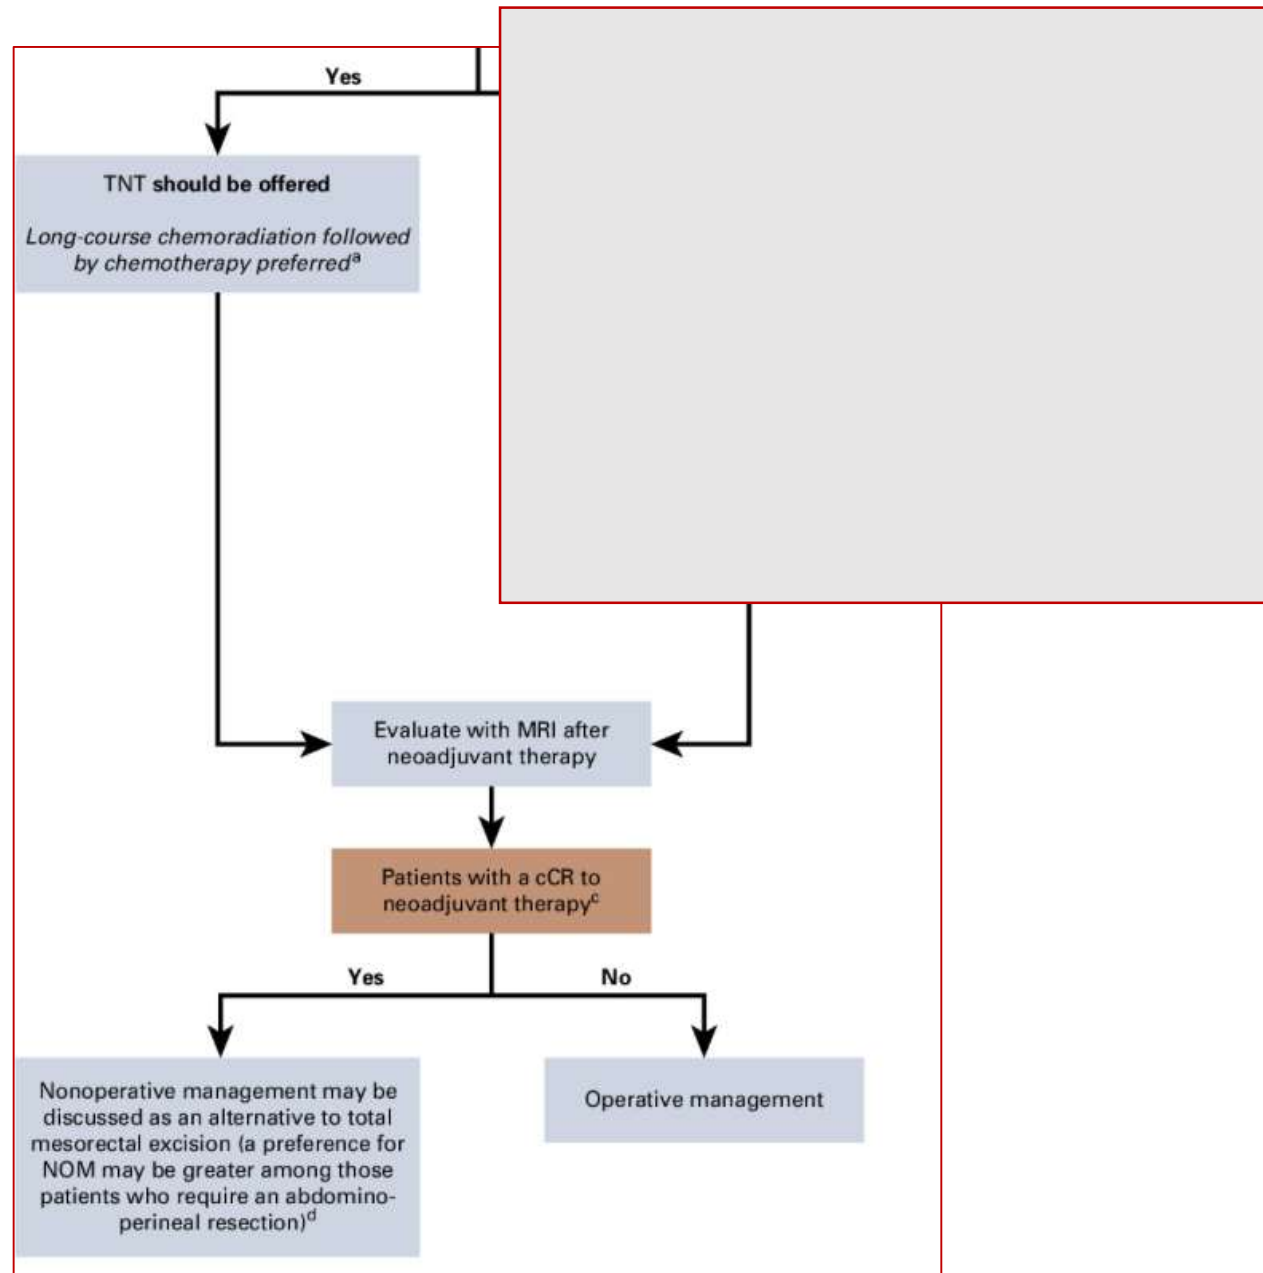 Yes
TNT should be offered
Long-course chemoradiation followed
by chemotherapy preferredᵃ
Evaluate with MRI after
neoadjuvant therapy
Patients with a cCR to
neoadjuvant therapyᶜ
Yes
No
Nonoperative management may be
discussed as an alternative to total
mesorectal excision (a preference for
NOM may be greater among those
patients who require an abdomino-
perineal resection)ᵈ
Operative management